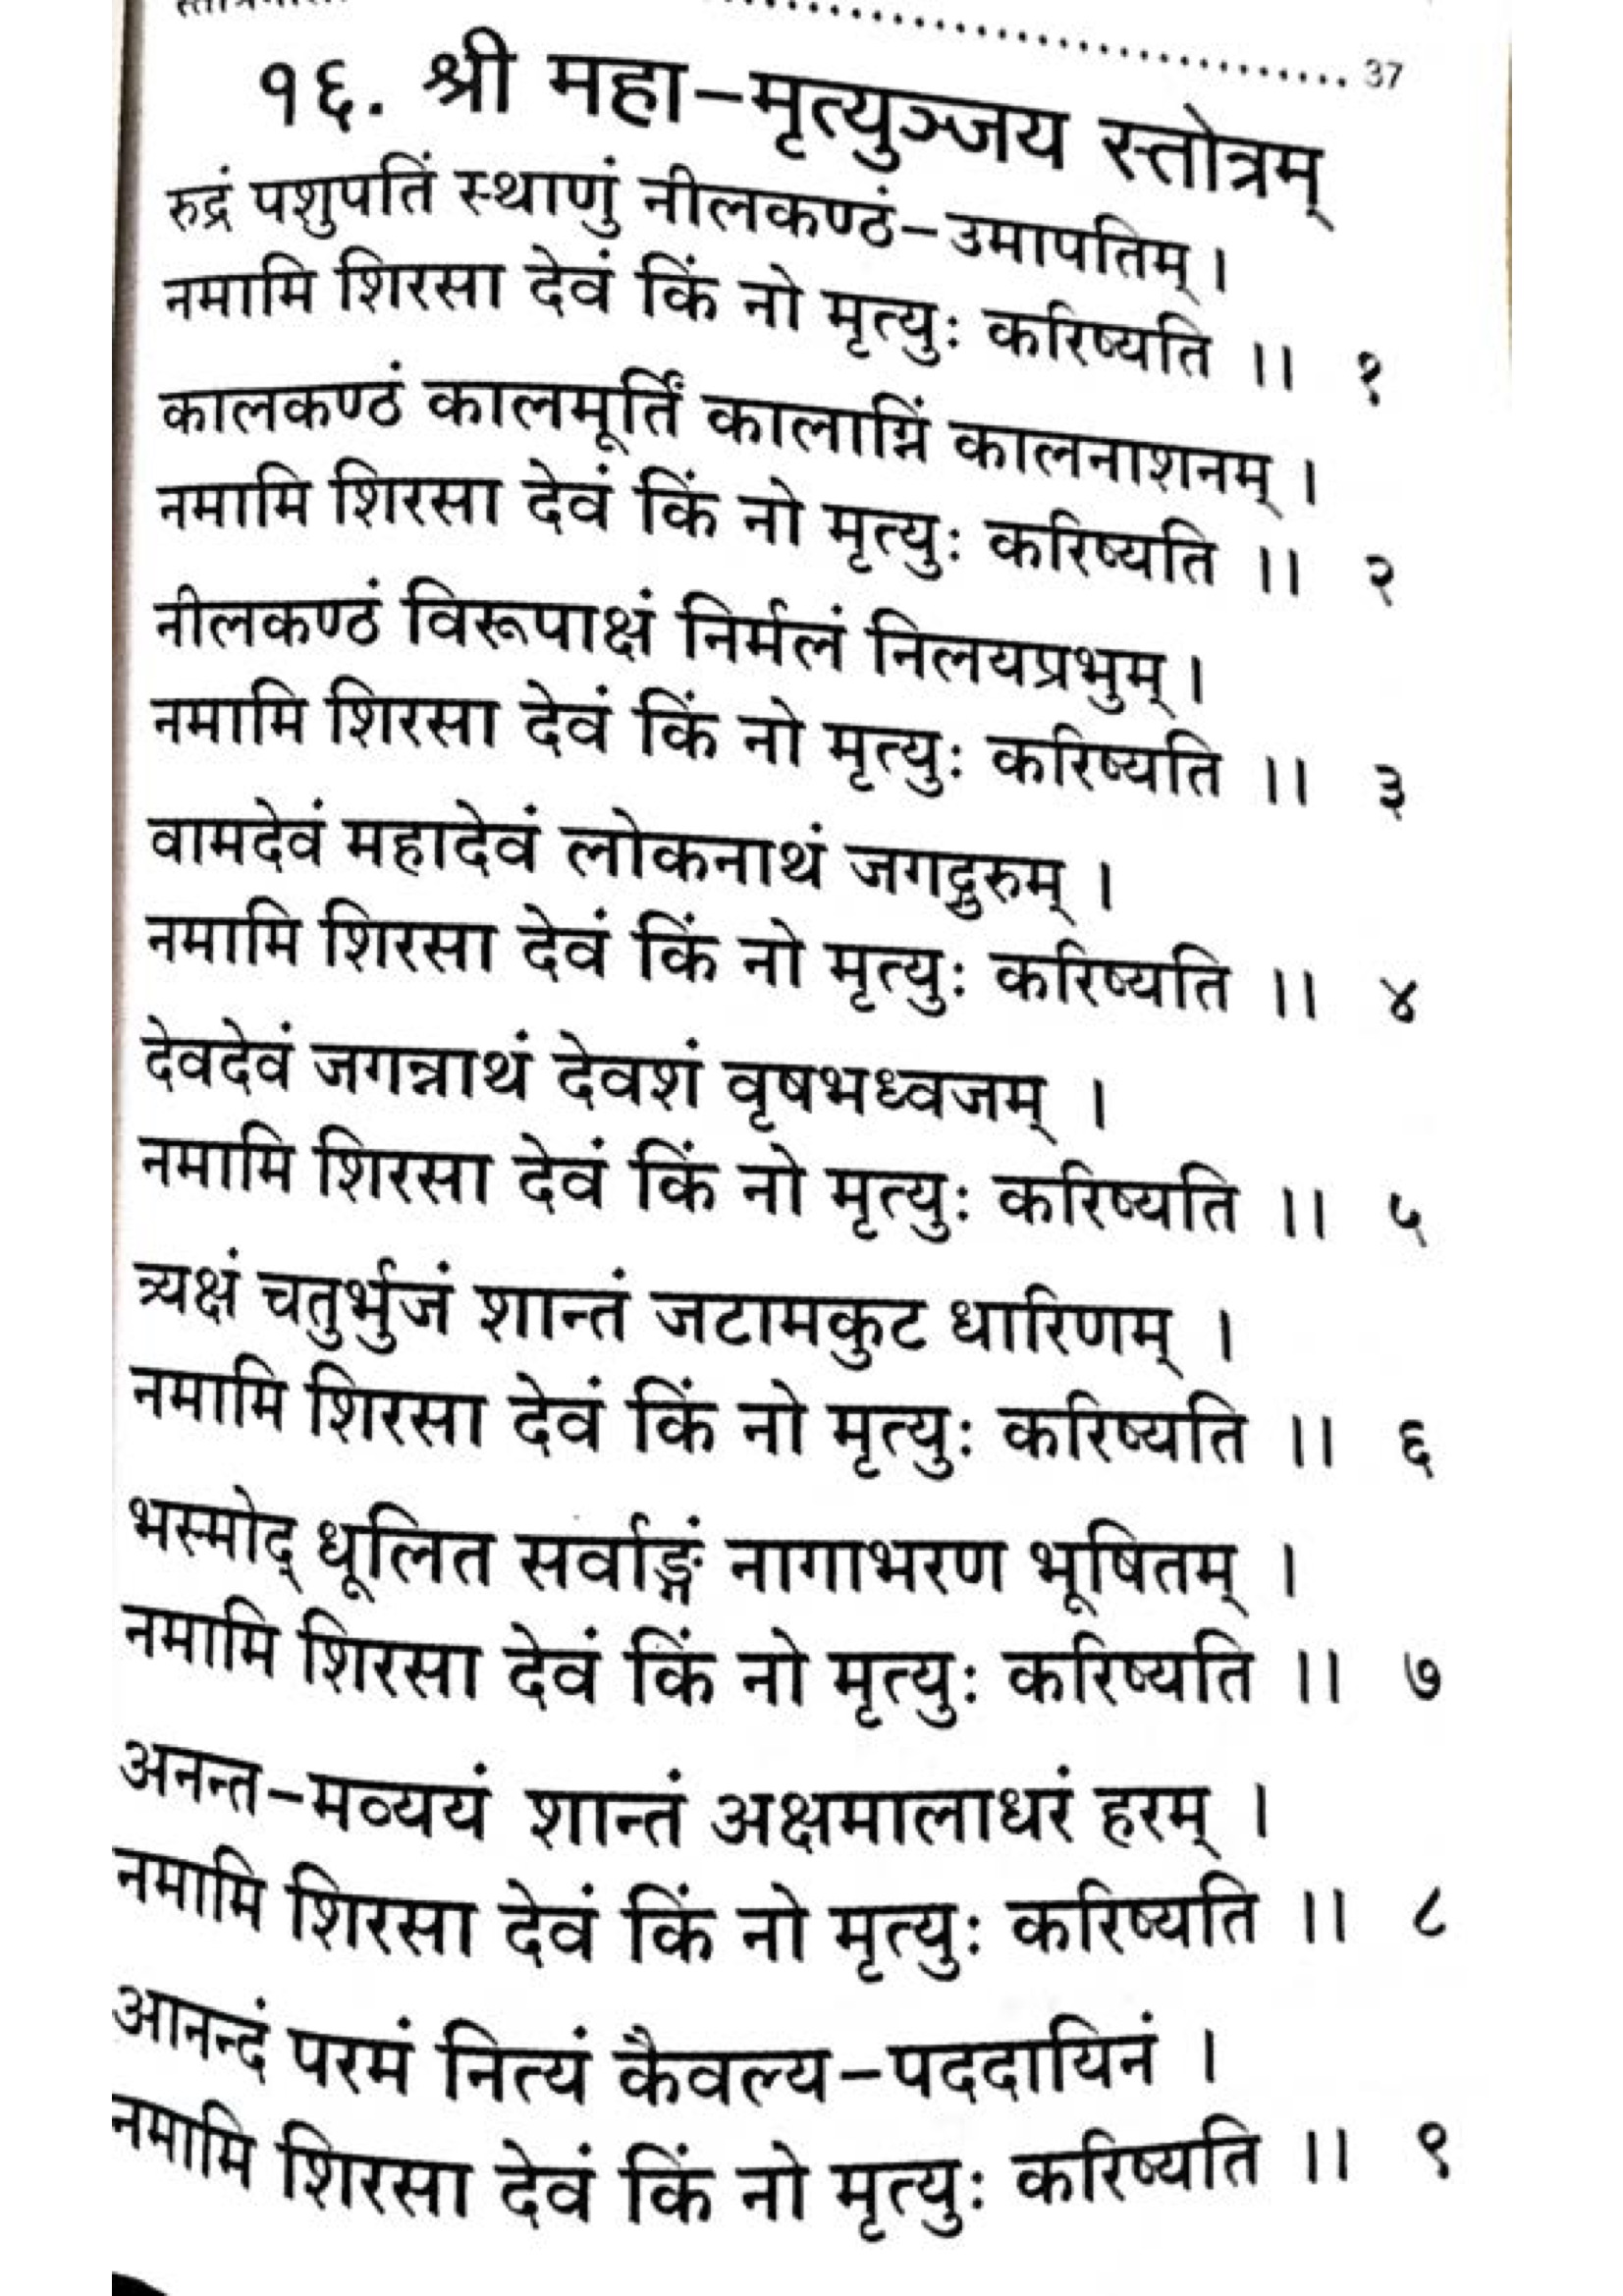 37
१६. श्री महा-मृत्युञ्जय स्तोत्रम्
रुद्रं पशुपतिं स्थाणुं नीलकण्ठं-उमापतिम् ।
नमामि शिरसा देवं किं नो मृत्युः करिष्यति ।। १
कालकण्ठं कालमूर्तिं कालाग्निं कालनाशनम् ।
नमामि शिरसा देवं किं नो मृत्युः करिष्यति ।। २
नीलकण्ठं विरूपाक्षं निर्मलं निलयप्रभुम् ।
नमामि शिरसा देवं किं नो मृत्युः करिष्यति ।। ३
वामदेवं महादेवं लोकनाथं जगद्गुरुम् ।
नमामि शिरसा देवं किं नो मृत्युः करिष्यति ।। ४
देवदेवं जगन्नाथं देवशं वृषभध्वजम् ।
नमामि शिरसा देवं किं नो मृत्युः करिष्यति ।। ५
त्र्यक्षं चतुर्भुजं शान्तं जटामकुट धारिणम् ।
नमामि शिरसा देवं किं नो मृत्युः करिष्यति ।। ६
भस्मोद् धूलित सर्वाङ्गं नागाभरण भूषितम् ।
नमामि शिरसा देवं किं नो मृत्युः करिष्यति ।। ७
अनन्त-मव्ययं शान्तं अक्षमालाधरं हरम् ।
नमामि शिरसा देवं किं नो मृत्युः करिष्यति ।। ८
आनन्दं परमं नित्यं कैवल्य-पददायिनं ।
नमामि शिरसा देवं किं नो मृत्युः करिष्यति ।। ९